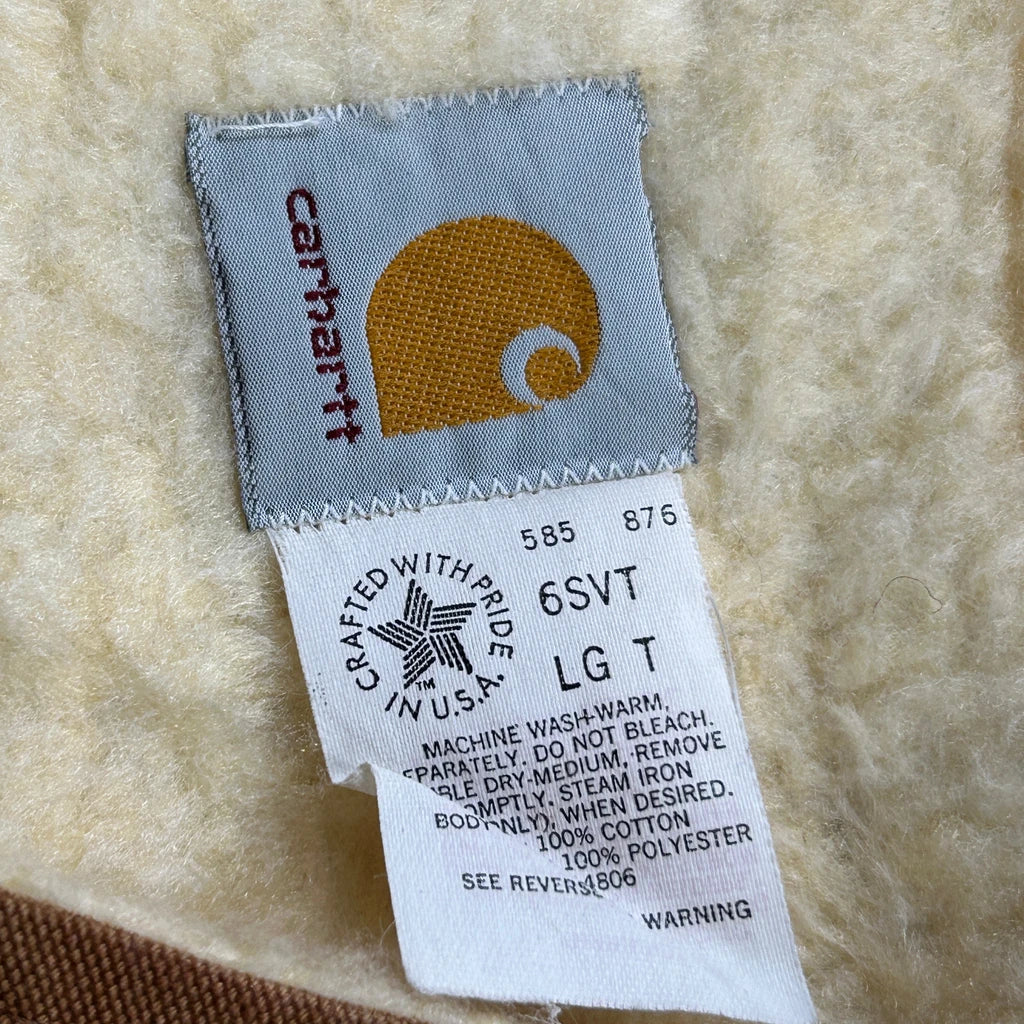 carhartt
585 876
CRAFTED WITH PRIDE
IN U.S.A.
TM
6SVT
LG T
MACHINE WASH-WARM,
EPARATELY. DO NOT BLEACH.
BLE DRY-MEDIUM, REMOVE
OMPTLY. STEAM IRON
BODY ONLY), WHEN DESIRED.
100% COTTON
100% POLYESTER
SEE REVERS 4806
WARNING